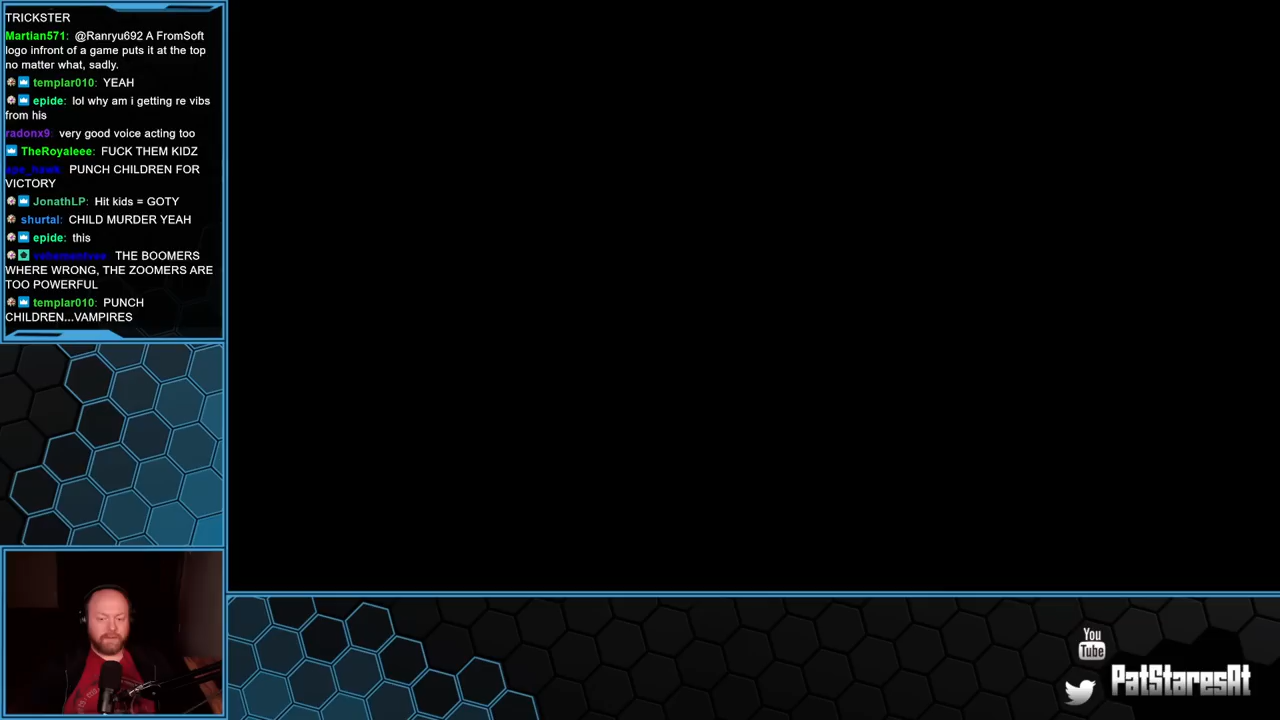 TRICKSTER
Martian571: @Ranryu692 A FromSoft
logo infront of a game puts it at the top
no matter what, sadly.
templar010: YEAH
epide: lol why am i getting re vibs
from his
radonx9: very good voice acting too
TheRoyaleee: FUCK THEM KIDZ
PUNCH CHILDREN FOR
VICTORY
JonathLP: Hit kids = GOTY
shurtal: CHILD MURDER YEAH
epide: this
THE BOOMERS
WHERE WRONG, THE ZOOMERS ARE
TOO POWERFUL
templar010: PUNCH
CHILDREN...VAMPIRES
You
Tube
PatStaresAt